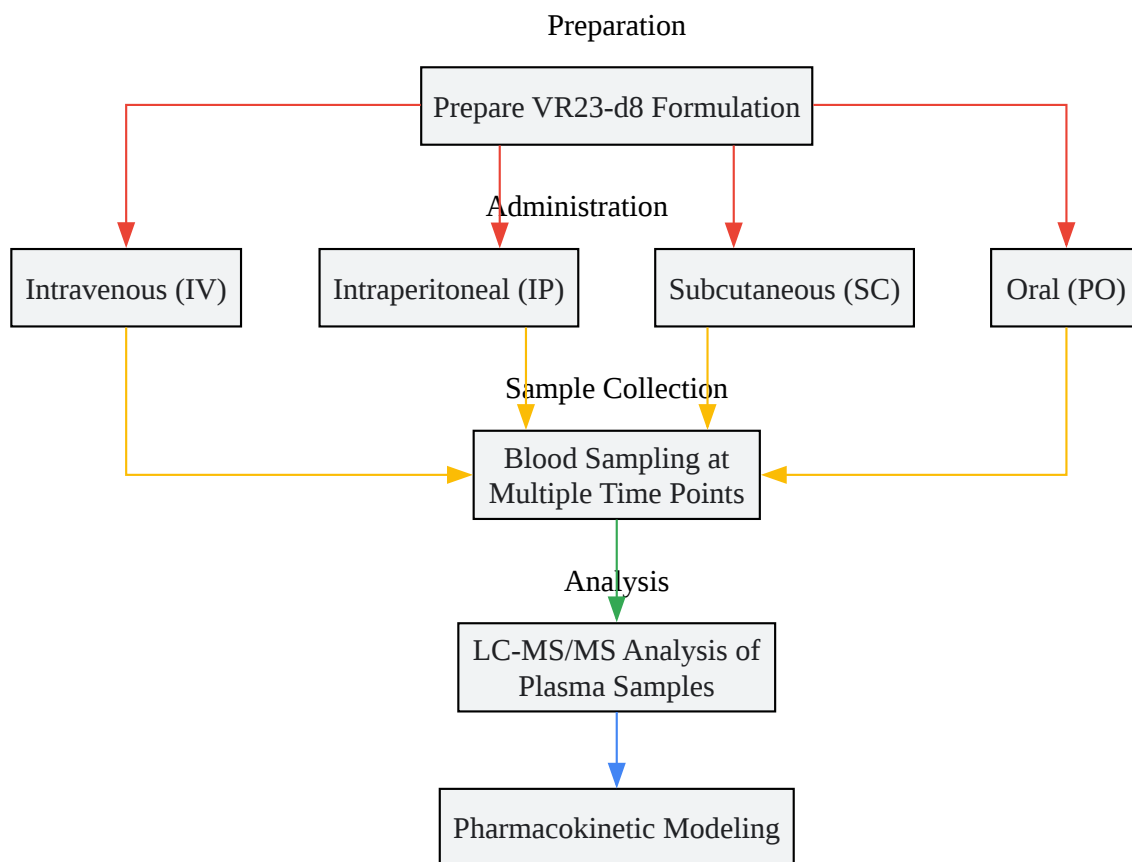 Preparation
Prepare VR23-d8 Formulation
Administration
Intravenous (IV)
Intraperitoneal (IP)
Subcutaneous (SC)
Oral (PO)
Sample Collection
Blood Sampling at
Multiple Time Points
Analysis
LC-MS/MS Analysis of
Plasma Samples
Pharmacokinetic Modeling